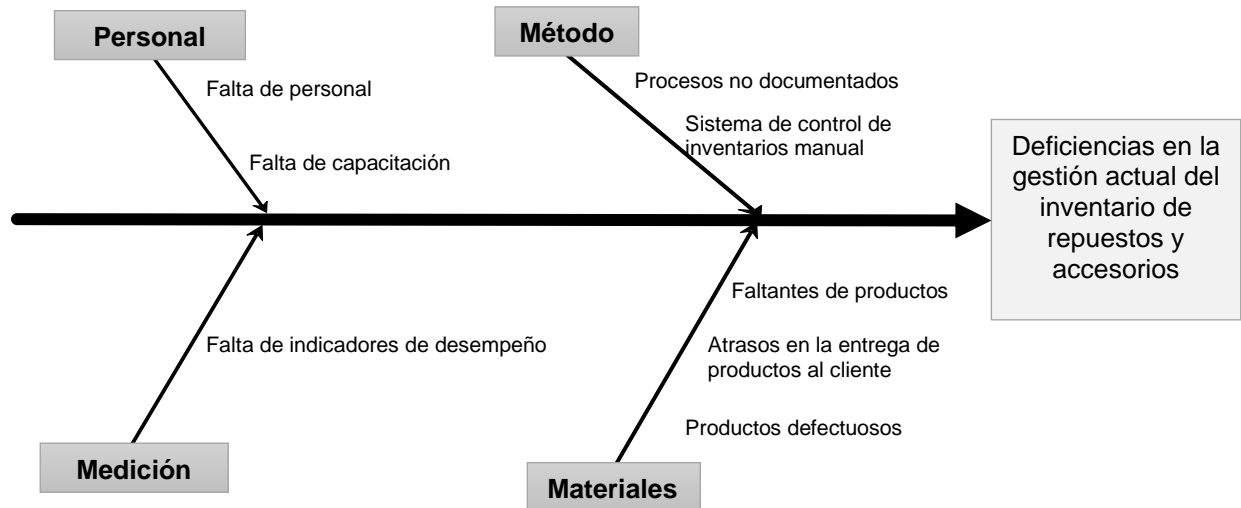 Personal
Método
Falta de personal
Procesos no documentados
Sistema de control de
inventarios manual
Falta de capacitación
Deficiencias en la
gestión actual del
inventario de
repuestos y
accesorios
Faltantes de productos
Falta de indicadores de desempeño
Atrasos en la entrega de
productos al cliente
Productos defectuosos
Medición
Materiales